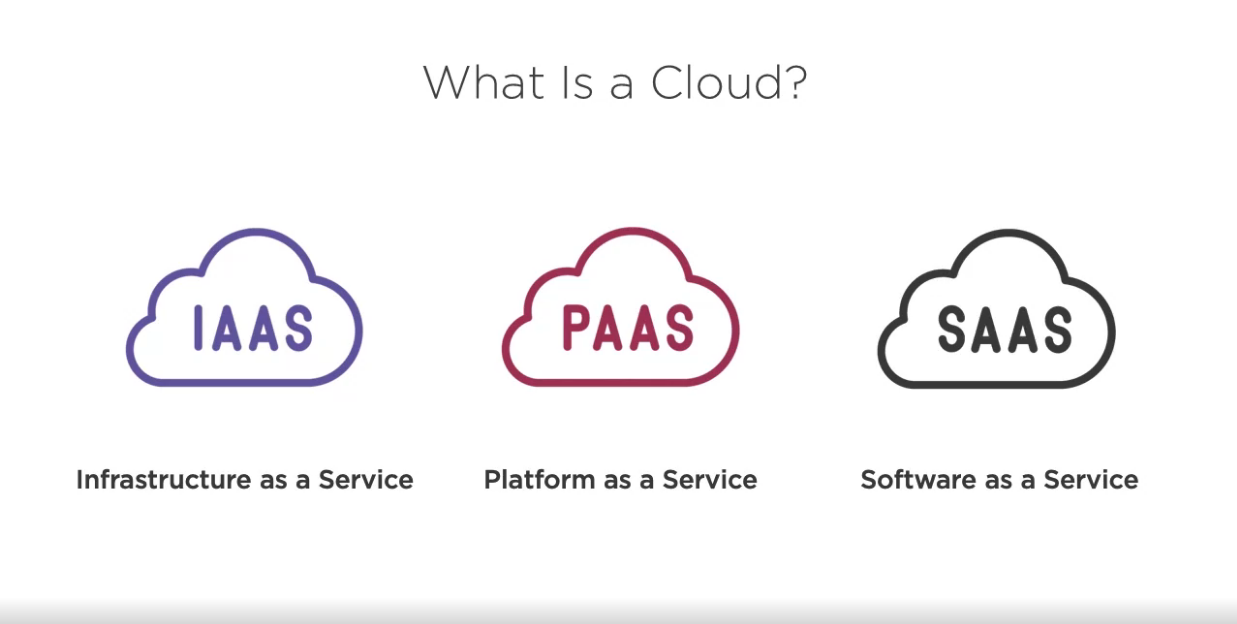 What Is a Cloud?
IAAS PAAS SAAS
Infrastructure as a Service Platform as a Service Software as a Service